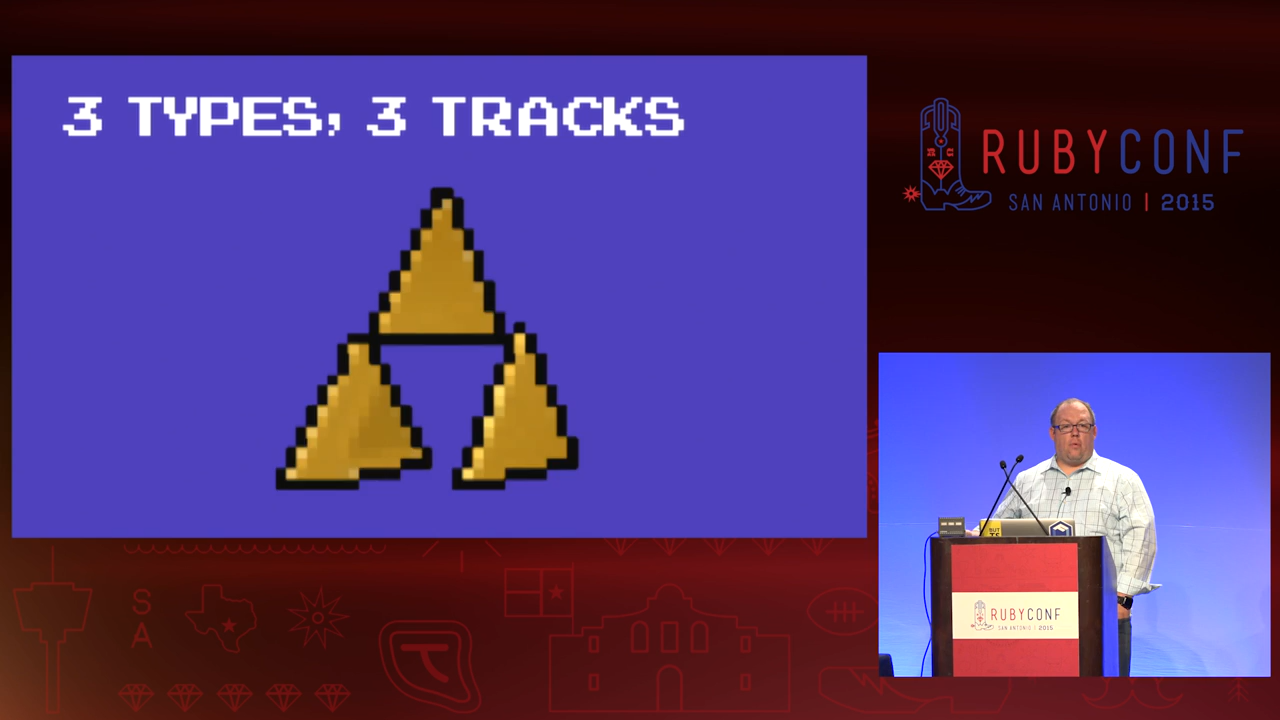 3 TYPES, 3 TRACKS
RUBYCONF
SAN ANTONIO | 2015
S
A
RUBYCONF
SAN ANTONIO | 2015